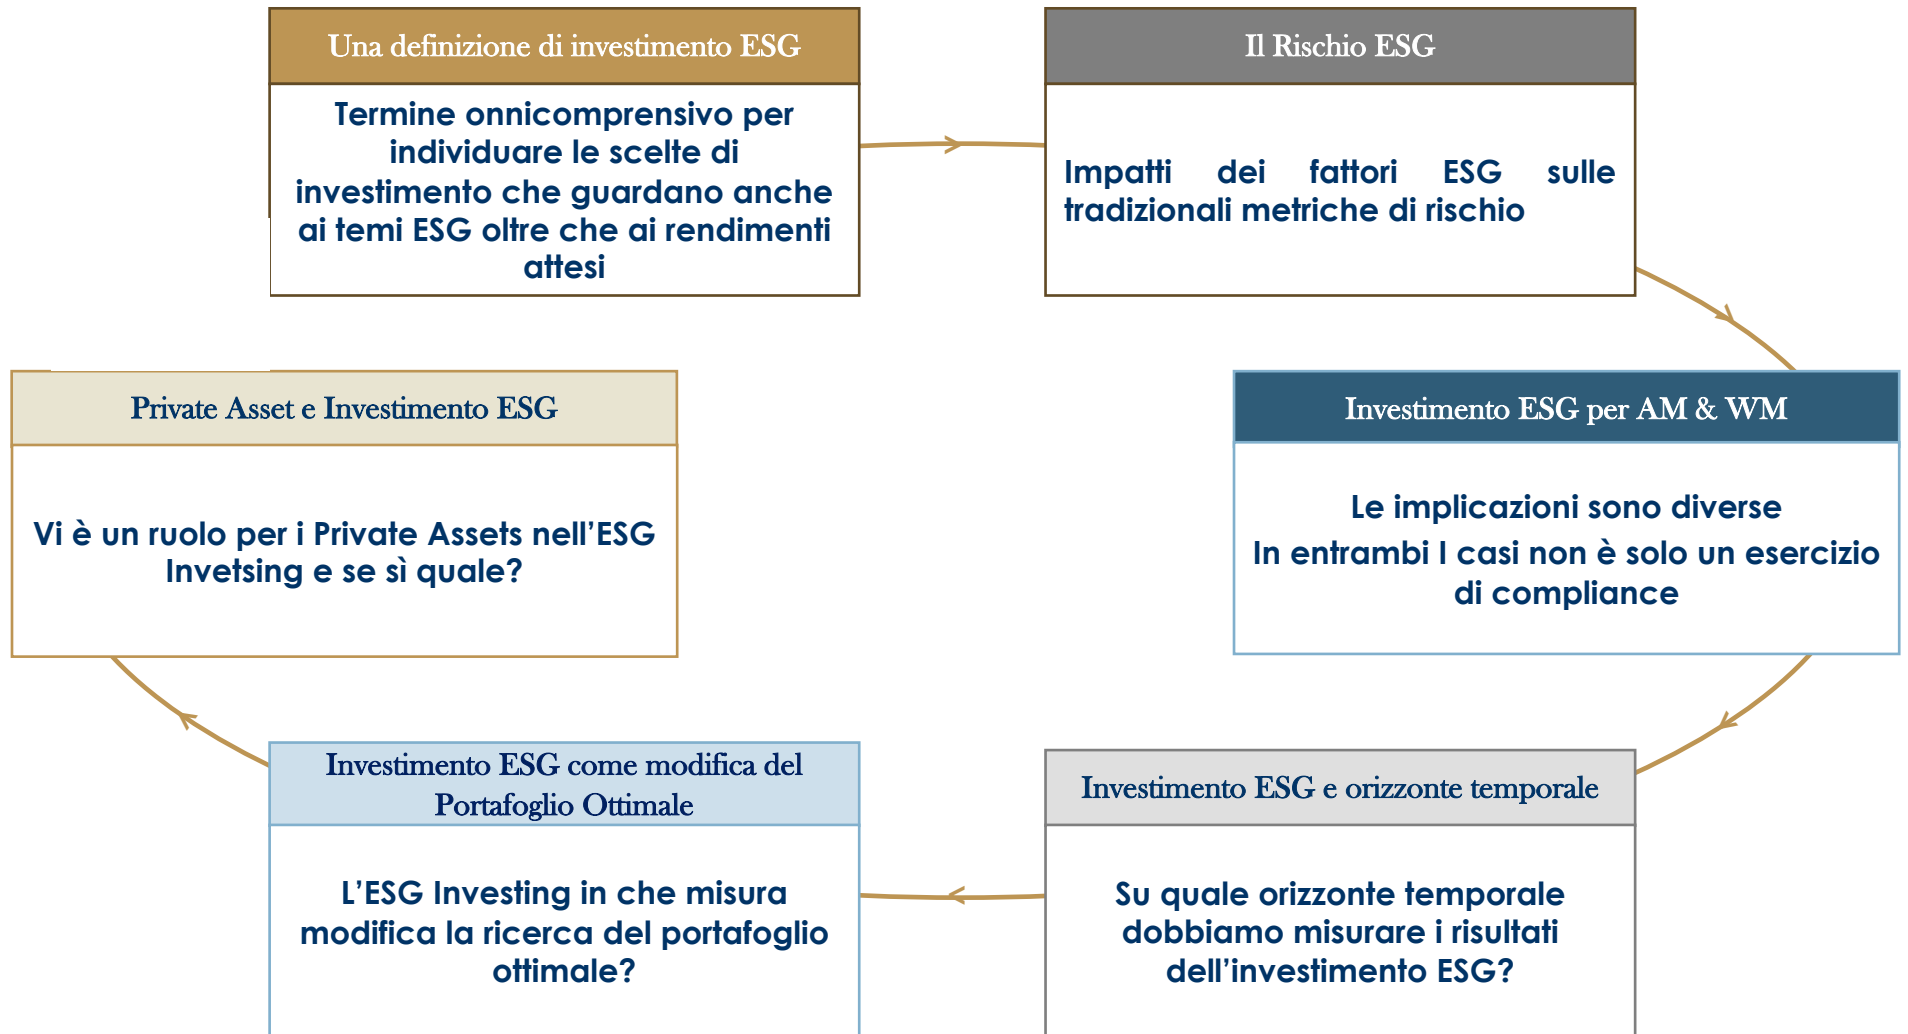 Una definizione di investimento ESG
Termine onnicomprensivo per
individuare le scelte di
investimento che guardano anche
ai temi ESG oltre che ai rendimenti
attesi
Il Rischio ESG
Impatti dei fattori ESG sulle
tradizionali metriche di rischio
Investimento ESG per AM & WM
Le implicazioni sono diverse
In entrambi I casi non è solo un esercizio
di compliance
Investimento ESG e orizzonte temporale
Su quale orizzonte temporale
dobbiamo misurare i risultati
dell'investimento ESG?
Investimento ESG come modifica del
Portafoglio Ottimale
L'ESG Investing in che misura
modifica la ricerca del portafoglio
ottimale?
Private Asset e Investimento ESG
Vi è un ruolo per i Private Assets nell'ESG
Invetsing e se sì quale?